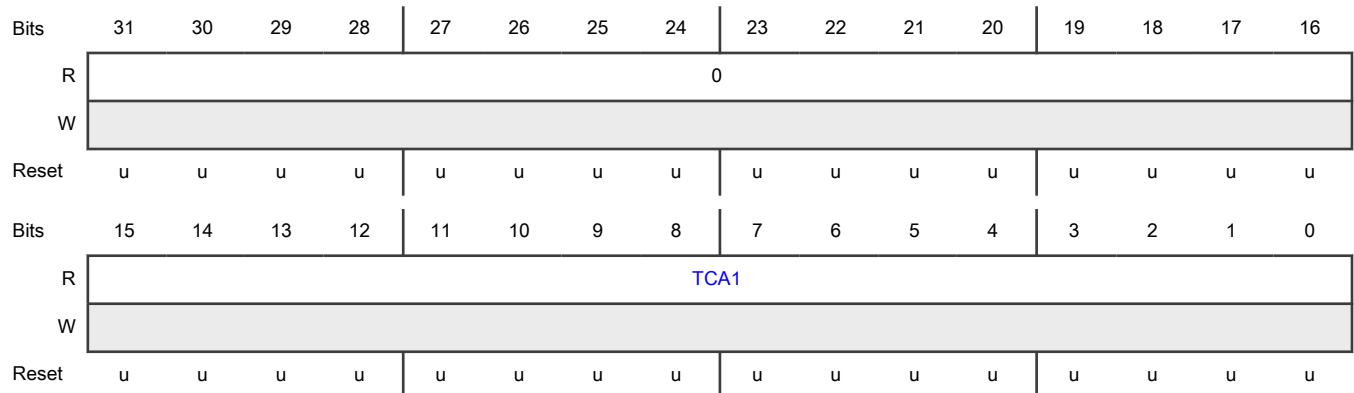 Bits 31 30 29 28 27 26 25 24 23 22 21 20 19 18 17 16
R 0
W
Reset u u u u u u u u u u u u u u u u
Bits 15 14 13 12 11 10 9 8 7 6 5 4 3 2 1 0
R TCA1
W
Reset u u u u u u u u u u u u u u u u